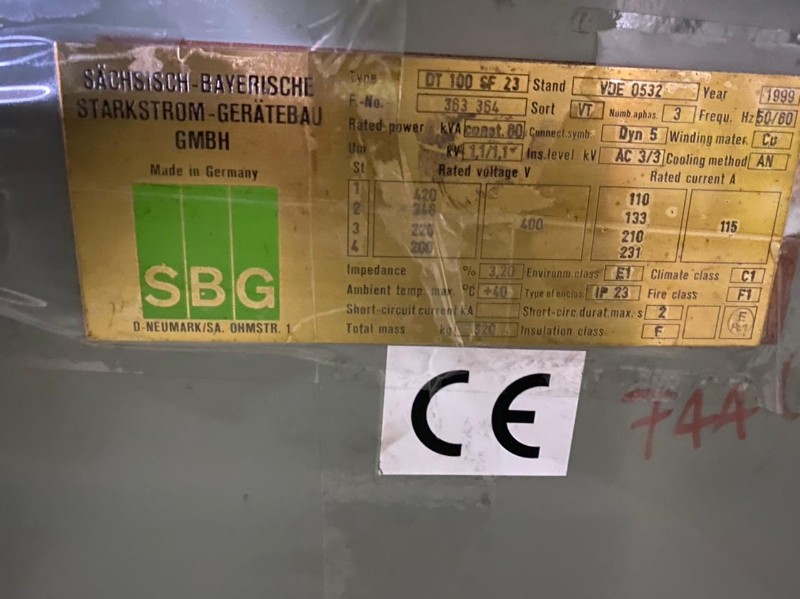 SÄCHSISCH-BAYERISCHE
STARKSTROM-GERÄTEBAU
GMBH
Made in Germany
SBG
D-NEUMARK/SA. OHMSTR. 1
Type DT 100 SF 23 Stand VDE 0532 Year 1999
F.-No. 363 364 Sort VT Numb.aphas. 3 Frequ. Hz 50/60
Rated power kVA const. 80 Connect.symb. Dyn 5 Winding mater. Cu
Um kV 1,1/1,1 Ins.level kV AC 3/3 Cooling method AN
St Rated voltage V Rated current A
1 420 110
2 346 133
3 220 400 210 115
4 200 231
Impedance % 3,20 Environm.class E1 Climate class C1
Ambient temp. max. °C +40 Type of enclos. IP 23 Fire class F1
Short-circuit current kA Short-circ.durat.max. s 2
Total mass 520 Insulation class F
CE
744